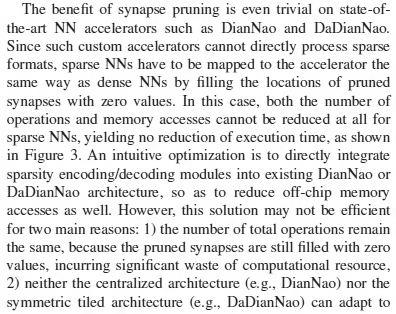 The benefit of synapse pruning is even trivial on state-of-
the-art NN accelerators such as DianNao and DaDianNao.
Since such custom accelerators cannot directly process sparse
formats, sparse NNs have to be mapped to the accelerator the
same way as dense NNs by filling the locations of pruned
synapses with zero values. In this case, both the number of
operations and memory accesses cannot be reduced at all for
sparse NNs, yielding no reduction of execution time, as shown
in Figure 3. An intuitive optimization is to directly integrate
sparsity encoding/decoding modules into existing DianNao or
DaDianNao architecture, so as to reduce off-chip memory
accesses as well. However, this solution may not be efficient
for two main reasons: 1) the number of total operations remain
the same, because the pruned synapses are still filled with zero
values, incurring significant waste of computational resource,
2) neither the centralized architecture (e.g., DianNao) nor the
symmetric tiled architecture (e.g., DaDianNao) can adapt to